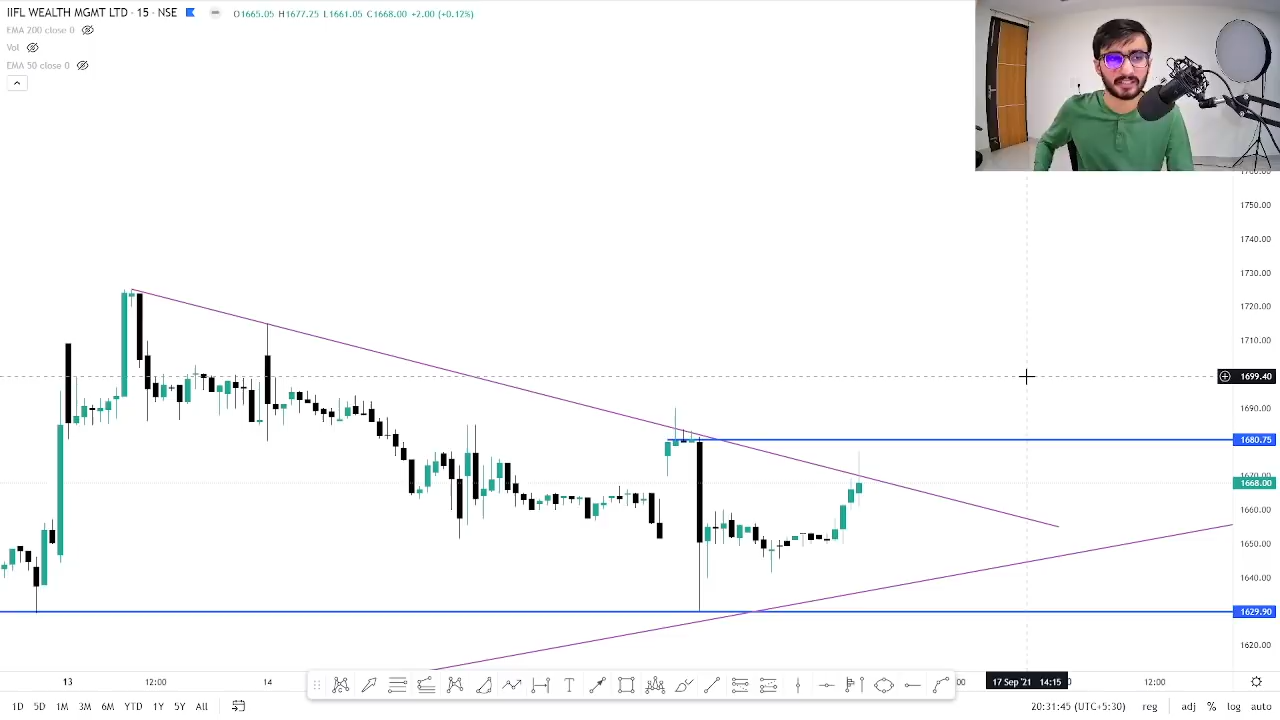 IIFL WEALTH MGMT LTD · 15 · NSE O1665.05 H1677.25 L1661.05 C1668.00 +2.00 (+0.12%)
EMA 200 close 0
Vol
EMA 50 close 0
1750.00
1740.00
1730.00
1720.00
1710.00
1699.40
1690.00
1680.75
1668.00
1660.00
1650.00
1640.00
1629.90
1620.00
13 12:00 14 17 Sep '21 14:15 12:00
1D 5D 1M 3M 6M YTD 1Y 5Y All 20:31:45 (UTC+5:30) reg adj % log auto